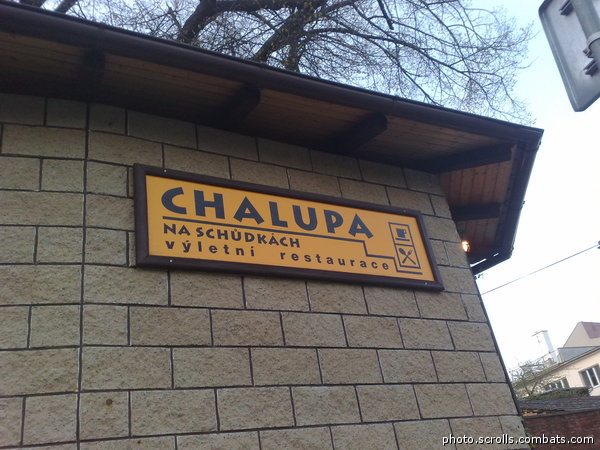 CHALUPA
NA SCHŮDKÁCH
výletní restaurace
photo.scrolls.combats.com